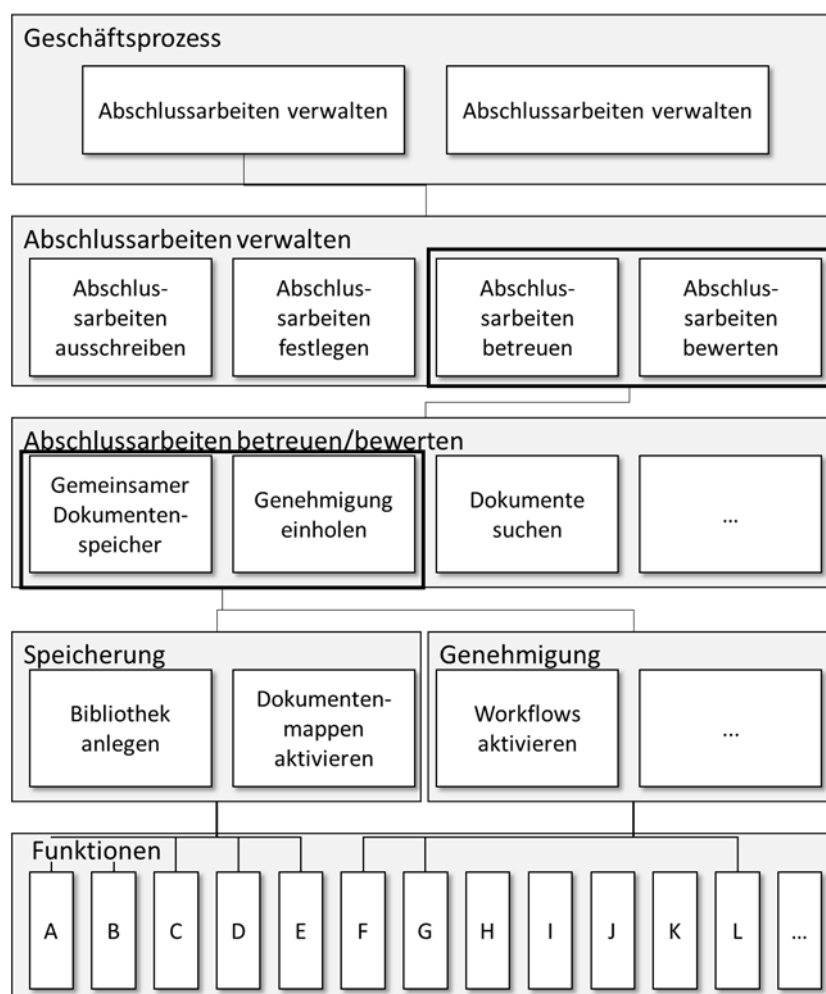 Geschäftsprozess
Abschlussarbeiten verwalten
Abschlussarbeiten verwalten
Abschlussarbeiten verwalten
Abschlus-
sarbeiten
ausschreiben
Abschlus-
sarbeiten
festlegen
Abschlus-
sarbeiten
betreuen
Abschlus-
sarbeiten
bewerten
Abschlussarbeiten betreuen/bewerten
Gemeinsamer
Dokumenten-
speicher
Genehmigung
einholen
Dokumente
suchen
...
Speicherung
Bibliothek
anlegen
Dokumenten-
mappen
aktivieren
Genehmigung
Workflows
aktivieren
...
Funktionen
A
B
C
D
E
F
G
H
I
J
K
L
...